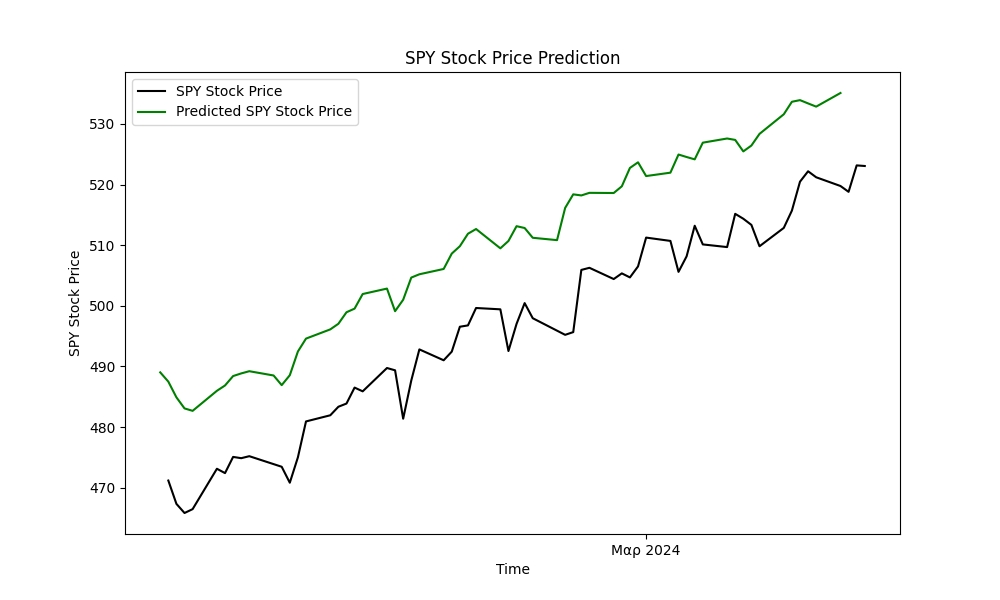 SPY Stock Price Prediction
SPY Stock Price
Predicted SPY Stock Price
530
520
510
500
490
480
470
SPY Stock Price
Μαρ 2024
Time